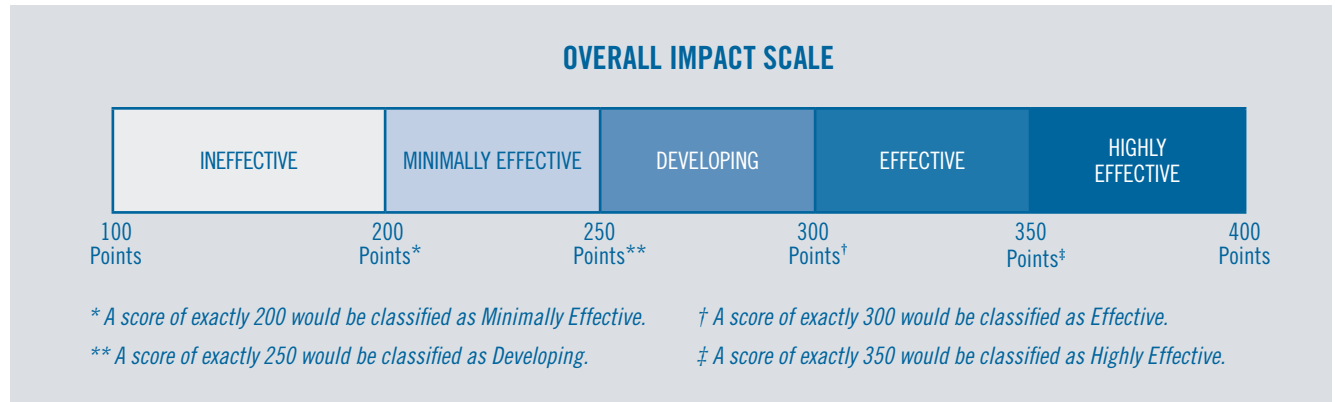 OVERALL IMPACT SCALE
INEFFECTIVE
MINIMALLY EFFECTIVE
DEVELOPING
EFFECTIVE
HIGHLY
EFFECTIVE
100
Points
200
Points*
250
Points**
300
Points†
350
Points‡
400
Points
* A score of exactly 200 would be classified as Minimally Effective.
** A score of exactly 250 would be classified as Developing.
† A score of exactly 300 would be classified as Effective.
‡ A score of exactly 350 would be classified as Highly Effective.